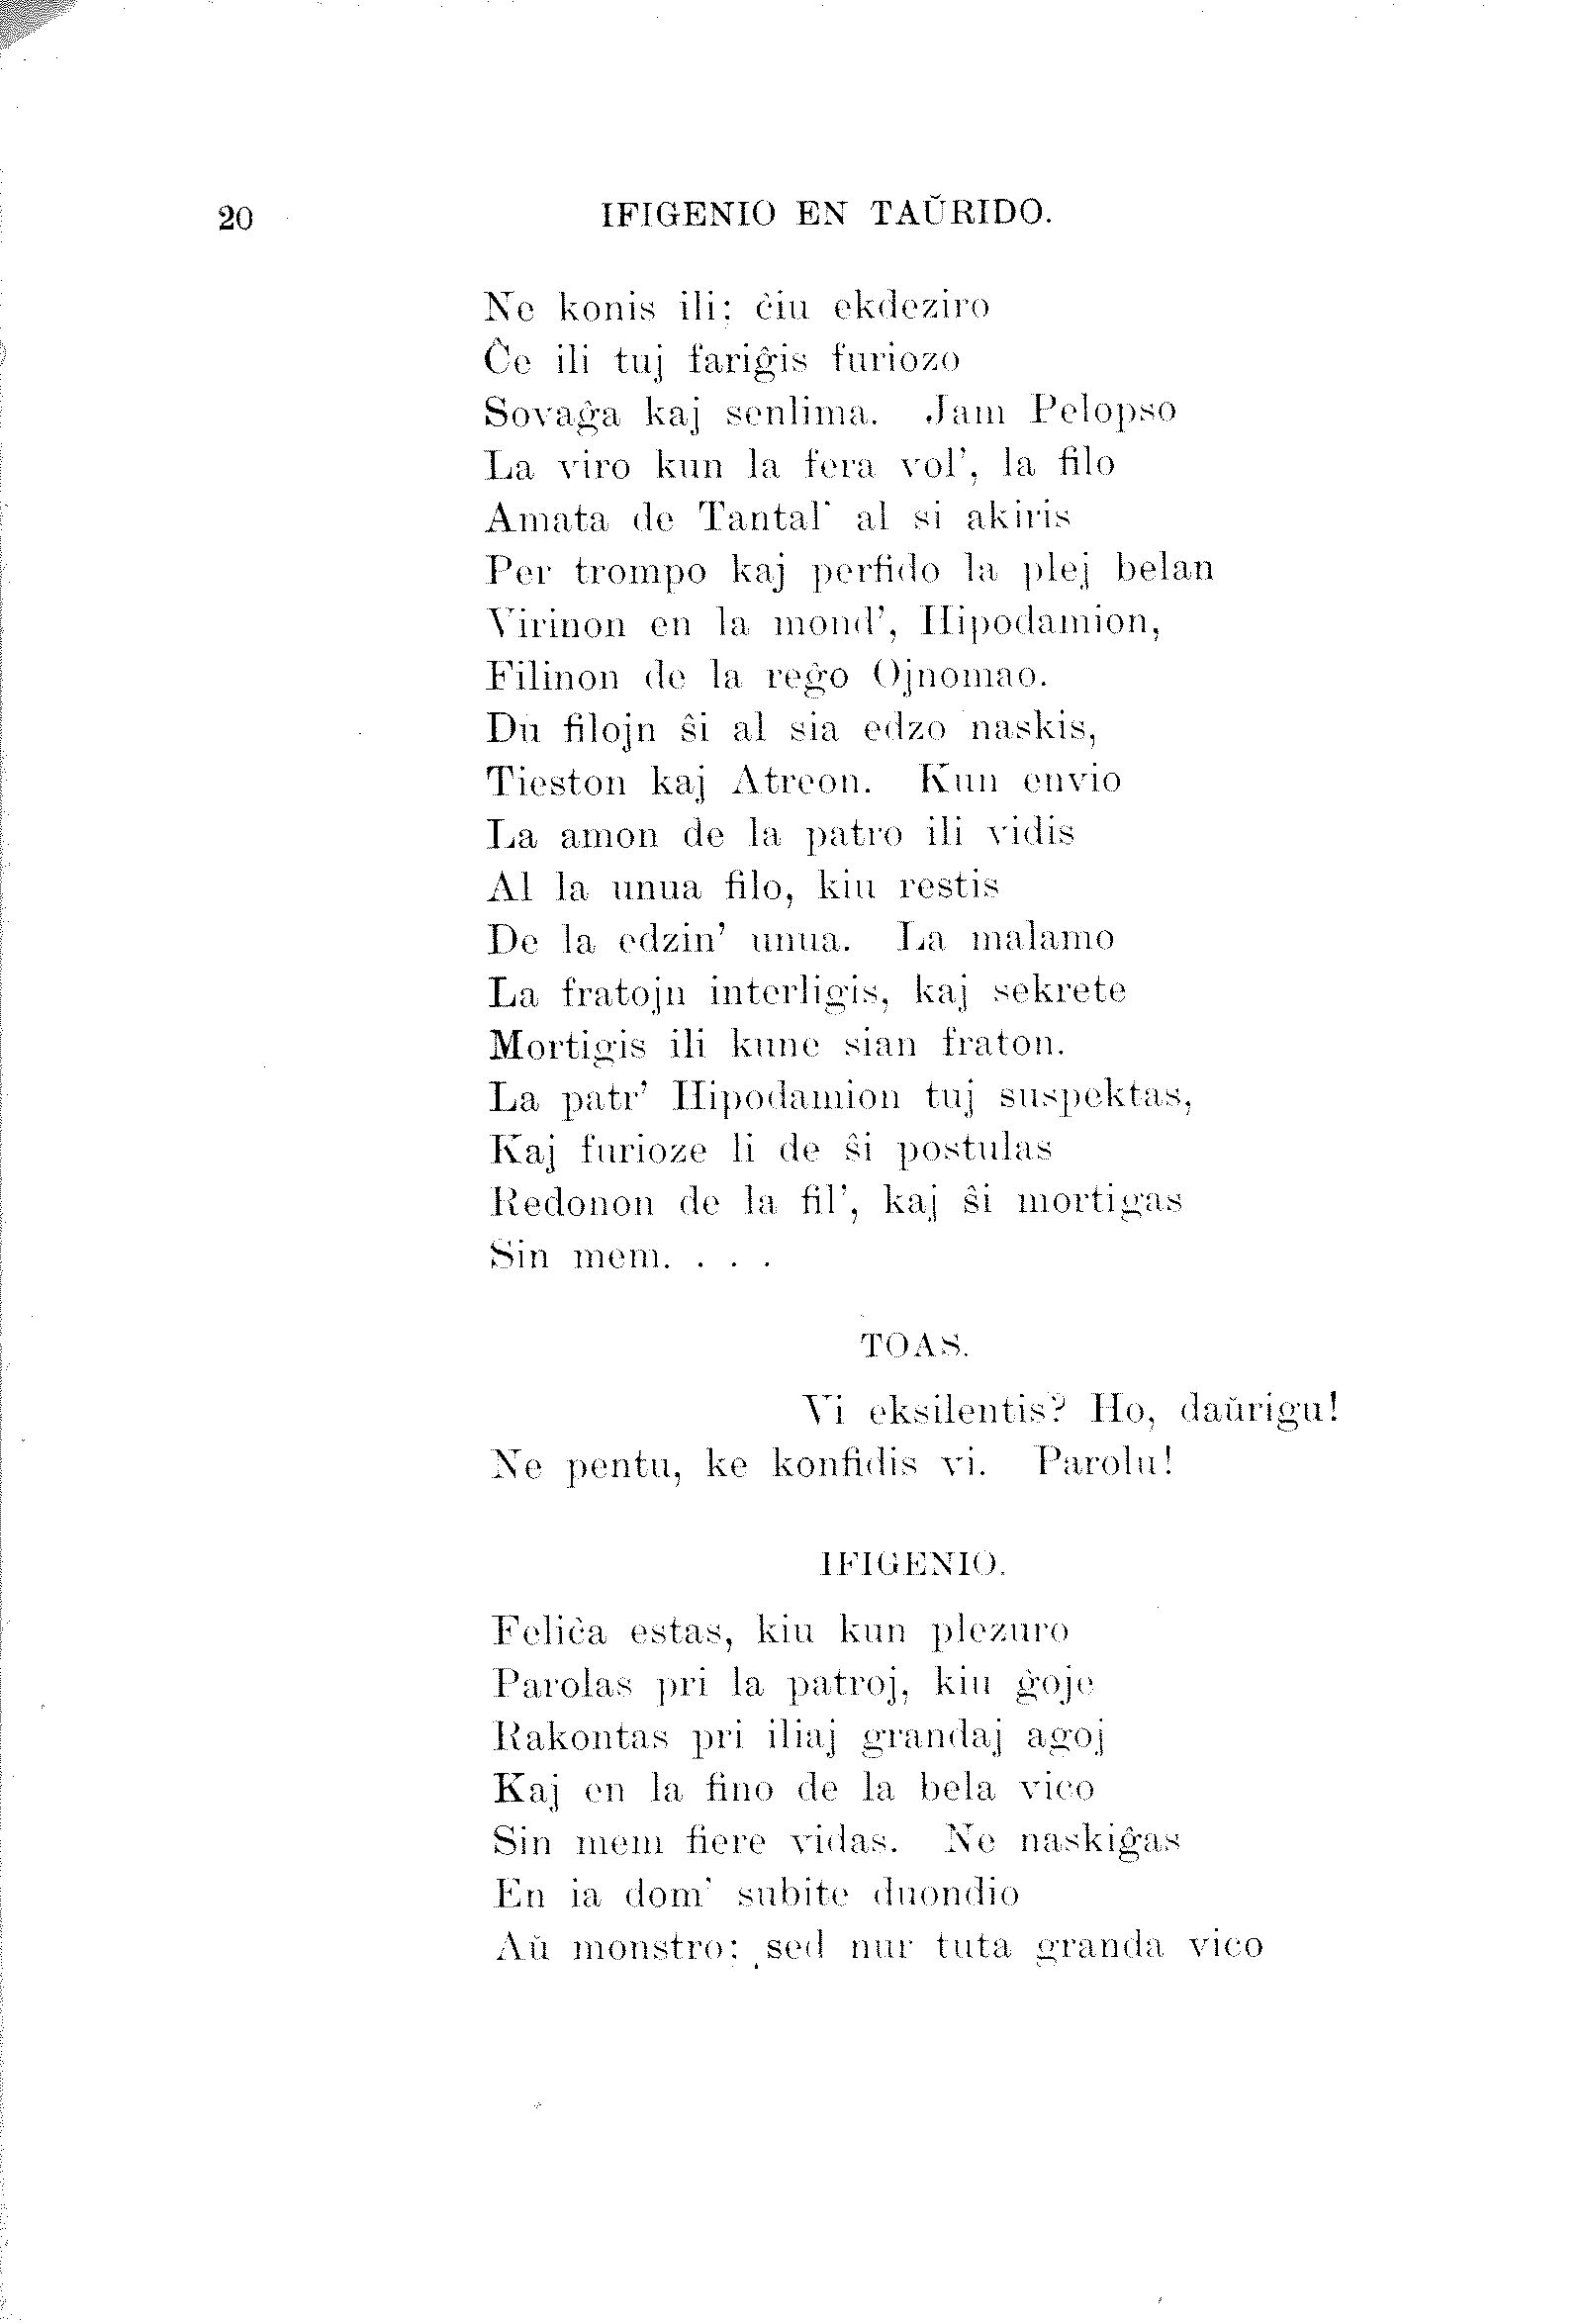 20
IFIGENIO EN TAŬRIDO.
Ne konis ili; ĉiu ekdeziro
Ĉe ili tuj fariĝis furiozo
Sovaĝa kaj senlima. Jam Pelopso
La viro kun la fera vol', la filo
Amata de Tantal' al si akiris
Per trompo kaj perfido la plej belan
Virinon en la mond', Hipodamion,
Filinon de la reĝo Ojnomao.
Du filojn ŝi al sia edzo naskis,
Tieston kaj Atreon. Kun envio
La amon de la patro ili vidis
Al la unua filo, kiu restis
De la edzin' unua. La malamo
La fratojn interligis, kaj sekrete
Mortigis ili kune sian fraton.
La patr' Hipodamion tuj suspektas,
Kaj furioze li de ŝi postulas
Redonon de la fil', kaj ŝi mortigas
Sin mem. . . .
TOAS.
Vi eksilentis? Ho, daŭrigu!
Ne pentu, ke konfidis vi. Parolu!
IFIGENIO.
Feliĉa estas, kiu kun plezuro
Parolas pri la patroj, kiu ĝoje
Rakontas pri iliaj grandaj agoj
Kaj en la fino de la bela vico
Sin mem fiere vidas. Ne naskiĝas
En ia dom' subite duondio
Aŭ monstro; sed nur tuta granda vico